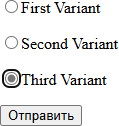 First Variant
Second Variant
Third Variant
Отправить